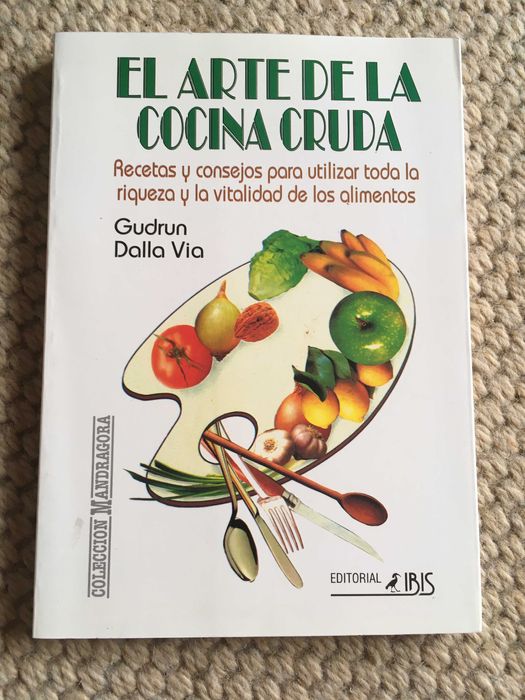 EL ARTE DE LA
COCINA CRUDA
Recetas y consejos para utilizar toda la
riqueza y la vitalidad de los alimentos
Gudrun
Dalla Via
COLECCION MANDRAGORA
EDITORIAL IBIS